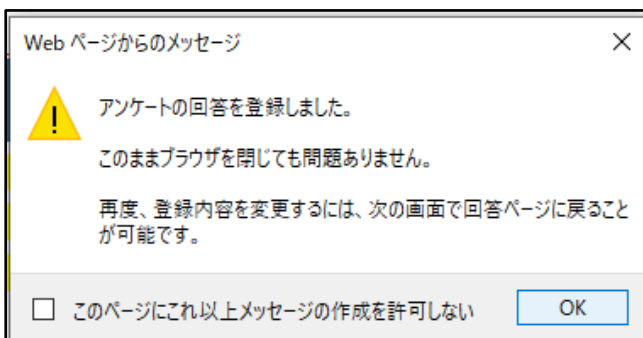 Web ページからのメッセージ
アンケートの回答を登録しました。
このままブラウザを閉じても問題ありません。
再度、登録内容を変更するには、次の画面で回答ページに戻ること
が可能です。
このページにこれ以上メッセージの作成を許可しない
OK